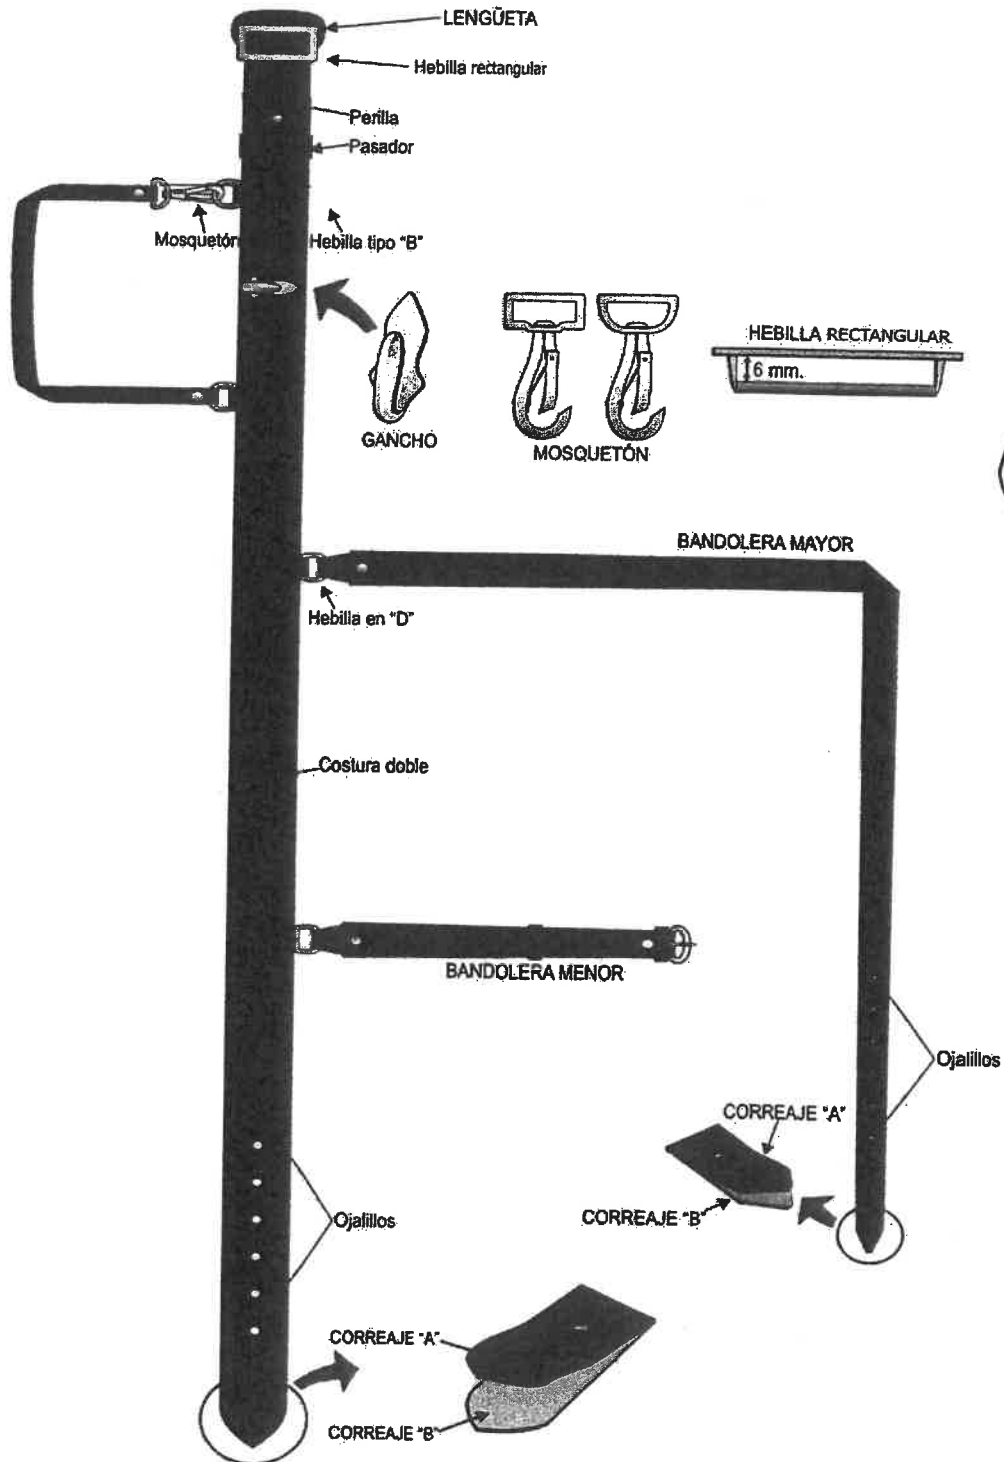 LENGÜETA
Hebilla rectangular
Perilla
Pasador
Mosquetón
Hebilla tipo "B"
HEBILLA RECTANGULAR
6 mm.
GANCHO
MOSQUETÓN
BANDOLERA MAYOR
Hebilla en "D"
Costura doble
BANDOLERA MENOR
Ojalillos
CORREAJE "A"
CORREAJE "B"
Ojalillos
CORREAJE "A"
CORREAJE "B"